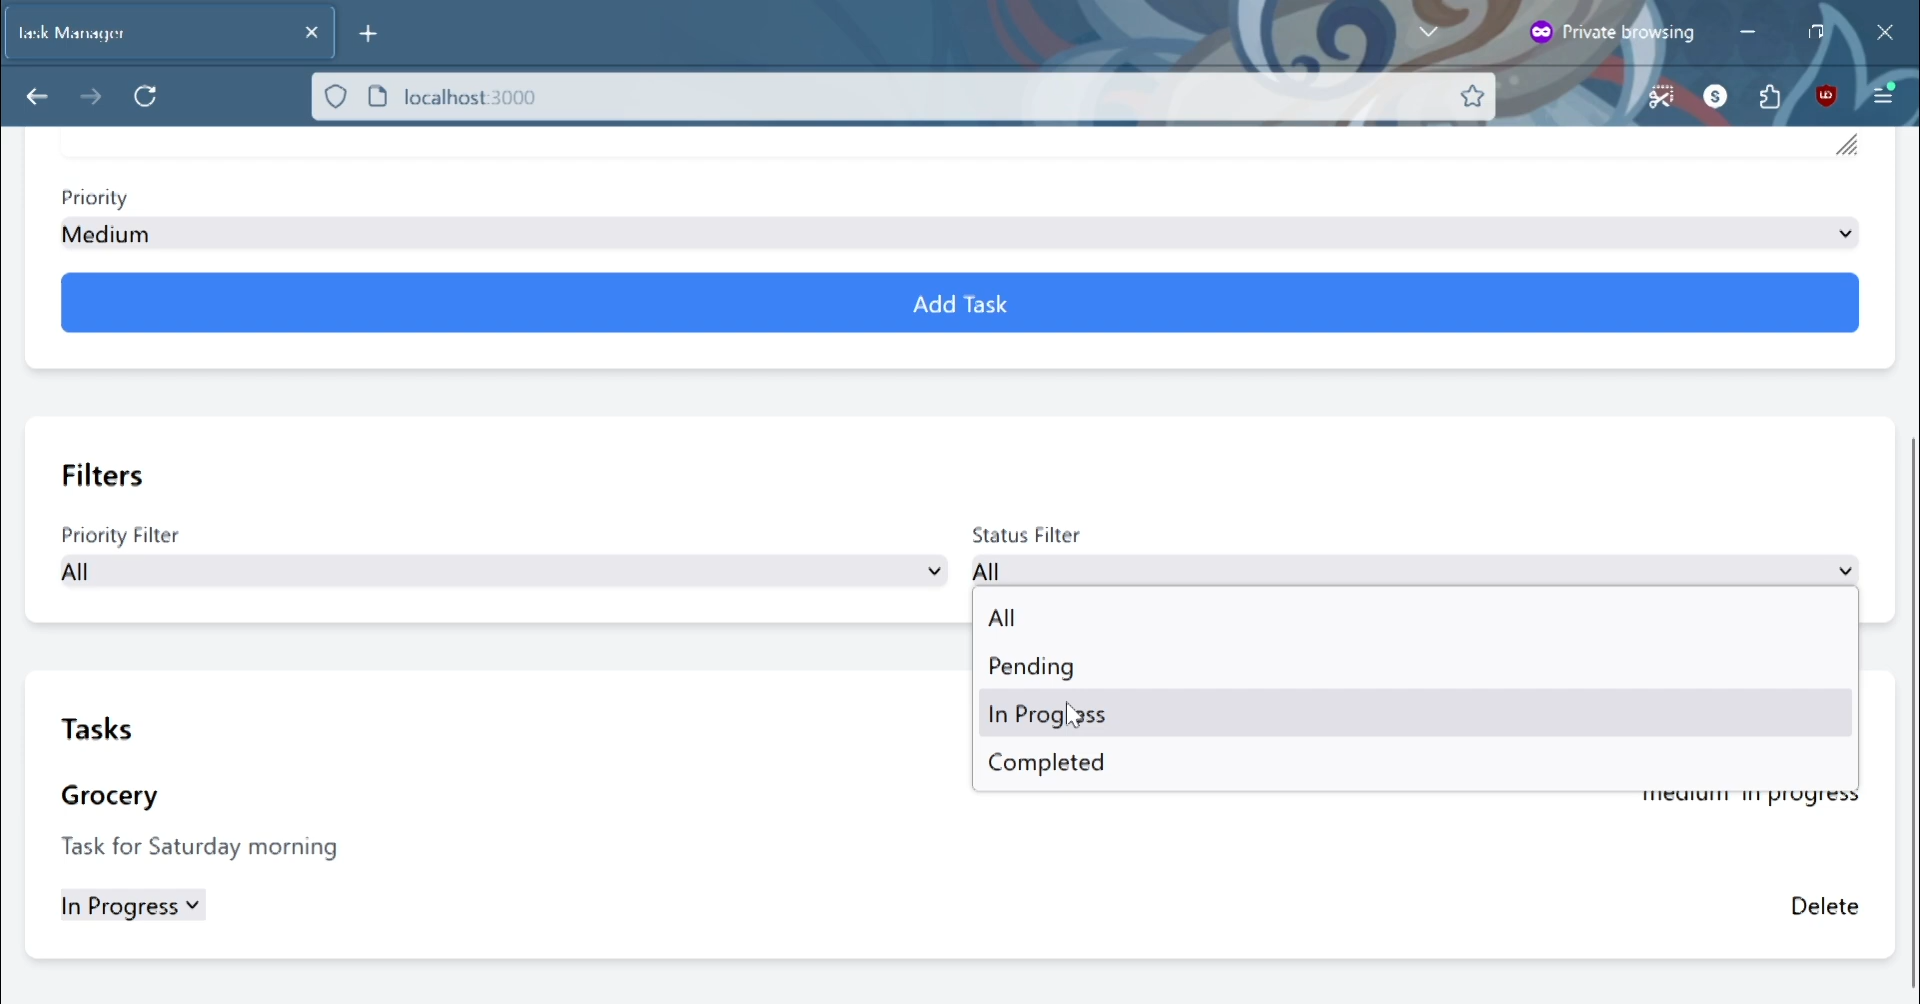 Task Manager
Private browsing
localhost:3000
S
Priority
Medium
Add Task
Filters
Priority Filter
Status Filter
All
All
All
Pending
In Progress
Completed
Tasks
Grocery
medium in progress
Task for Saturday morning
In Progress
Delete